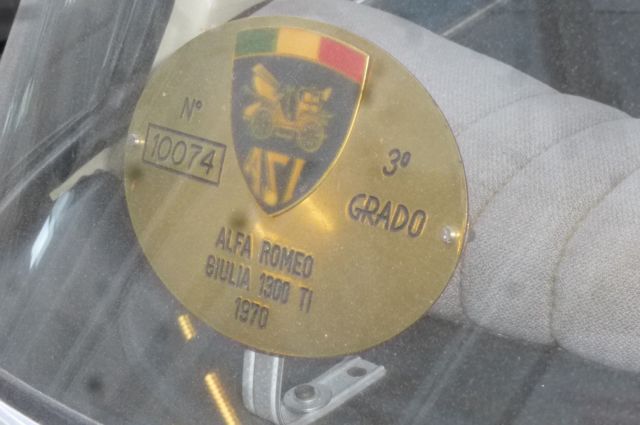 N°
10074
ASI
3°
GRADO
ALFA ROMEO
GIULIA 1300 TI
1970